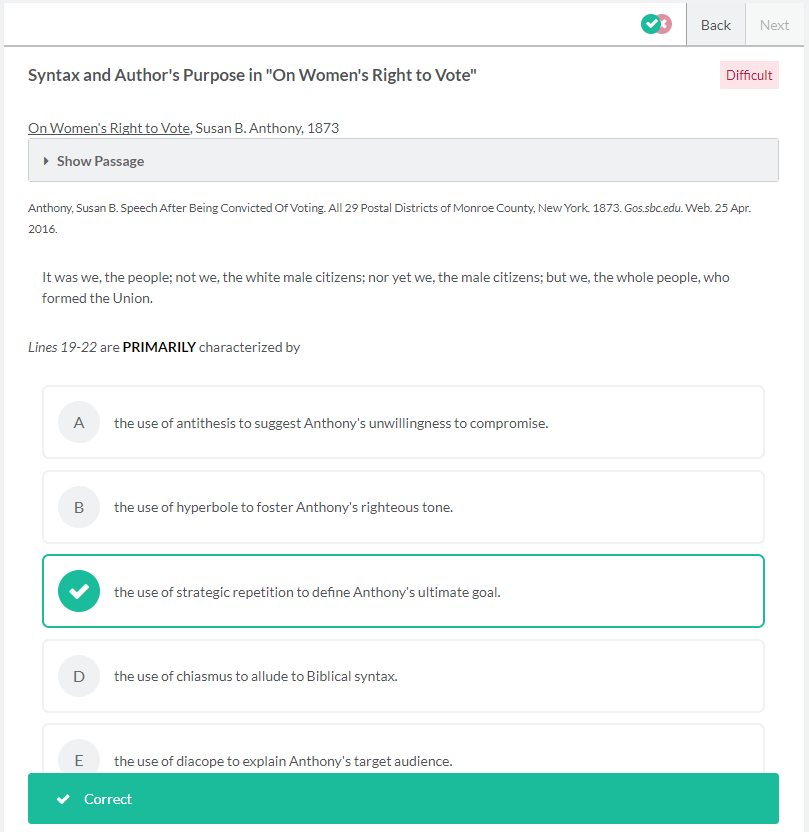 Back Next
Syntax and Author's Purpose in "On Women's Right to Vote"
Difficult
On Women's Right to Vote, Susan B. Anthony, 1873
Show Passage
Anthony, Susan B. Speech After Being Convicted Of Voting. All 29 Postal Districts of Monroe County, New York. 1873. Gos.sbc.edu. Web. 25 Apr.
2016.
It was we, the people; not we, the white male citizens; nor yet we, the male citizens; but we, the whole people, who
formed the Union.
Lines 19-22 are PRIMARILY characterized by
A the use of antithesis to suggest Anthony's unwillingness to compromise.
B the use of hyperbole to foster Anthony's righteous tone.
the use of strategic repetition to define Anthony's ultimate goal.
D the use of chiasmus to allude to Biblical syntax.
E the use of diacope to explain Anthony's target audience.
Correct